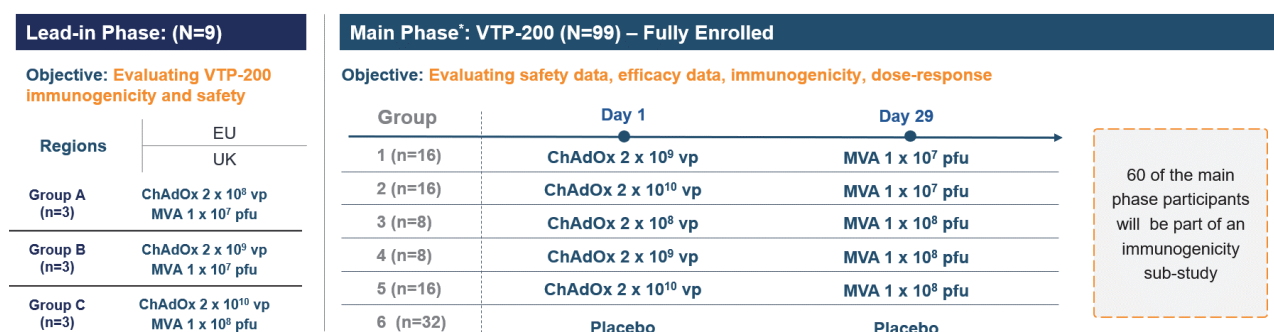 Lead-in Phase: (N=9)
Objective: Evaluating VTP-200
immunogenicity and safety
Regions
EU
UK
Group A
(n=3)
ChAdOx 2 x 10⁸ vp
MVA 1 x 10⁷ pfu
Group B
(n=3)
ChAdOx 2 x 10⁹ vp
MVA 1 x 10⁷ pfu
Group C
(n=3)
ChAdOx 2 x 10¹⁰ vp
MVA 1 x 10⁸ pfu
Main Phase*: VTP-200 (N=99) – Fully Enrolled
Objective: Evaluating safety data, efficacy data, immunogenicity, dose-response
Group Day 1 Day 29
1 (n=16) ChAdOx 2 x 10⁹ vp MVA 1 x 10⁷ pfu
2 (n=16) ChAdOx 2 x 10¹⁰ vp MVA 1 x 10⁷ pfu
3 (n=8) ChAdOx 2 x 10⁸ vp MVA 1 x 10⁸ pfu
4 (n=8) ChAdOx 2 x 10⁹ vp MVA 1 x 10⁸ pfu
5 (n=16) ChAdOx 2 x 10¹⁰ vp MVA 1 x 10⁸ pfu
6 (n=32) Placebo Placebo
60 of the main
phase participants
will be part of an
immunogenicity
sub-study